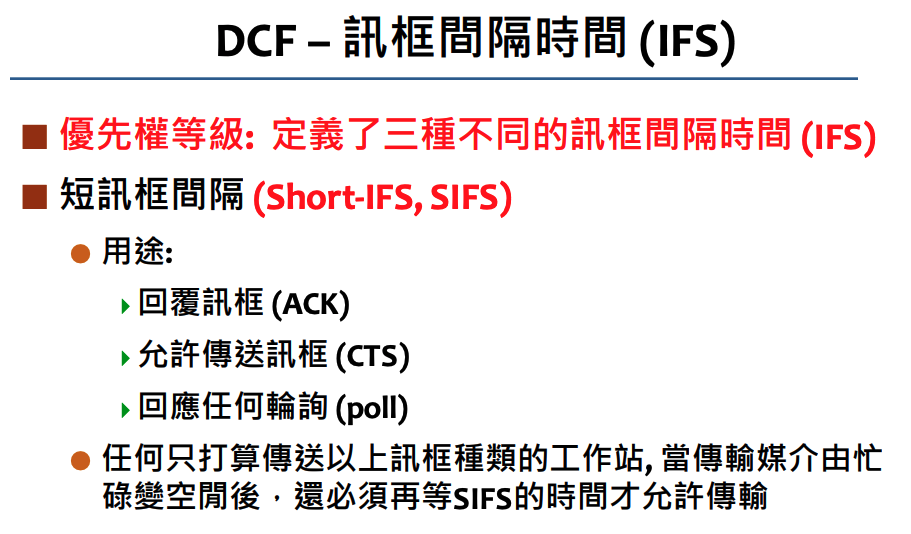 DCF – 訊框間隔時間 (IFS)
優先權等級: 定義了三種不同的訊框間隔時間 (IFS)
短訊框間隔 (Short-IFS, SIFS)
用途:
回覆訊框 (ACK)
允許傳送訊框 (CTS)
回應任何輪詢 (poll)
任何只打算傳送以上訊框種類的工作站, 當傳輸媒介由忙
碌變空閒後，還必須再等SIFS的時間才允許傳輸